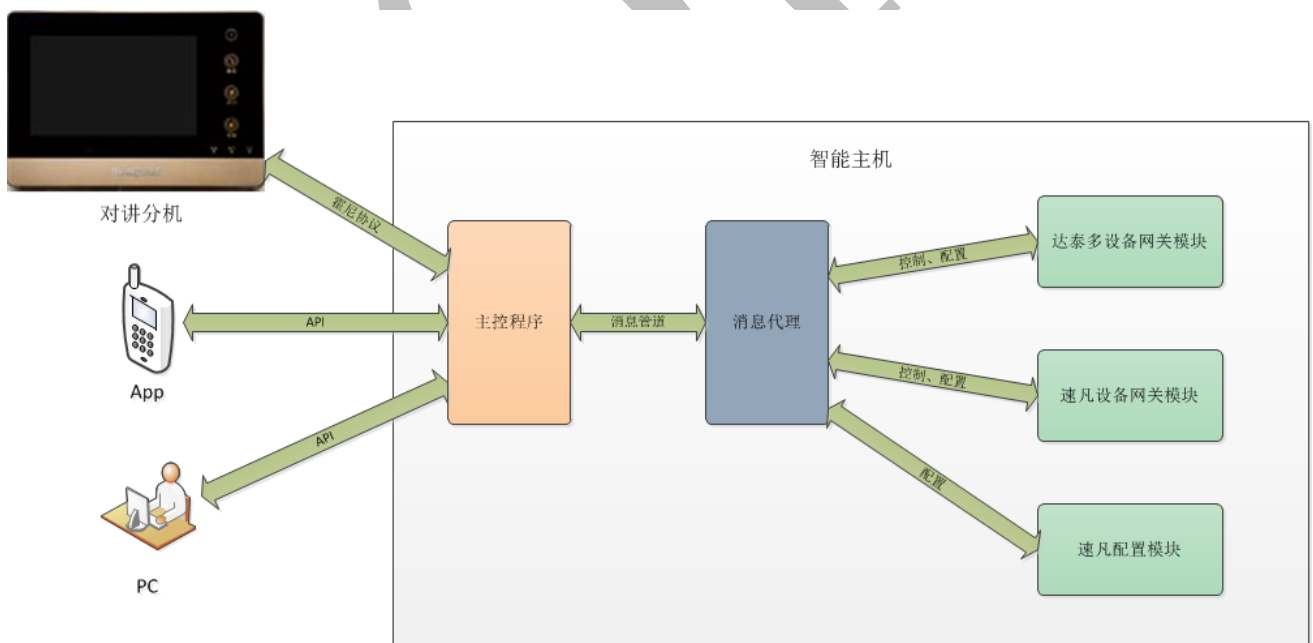 智能主机
对讲分机
霍尼协议
主控程序
消息管道
消息代理
控制、配置
达泰多设备网关模块
API
App
控制、配置
速凡设备网关模块
API
PC
配置
速凡配置模块